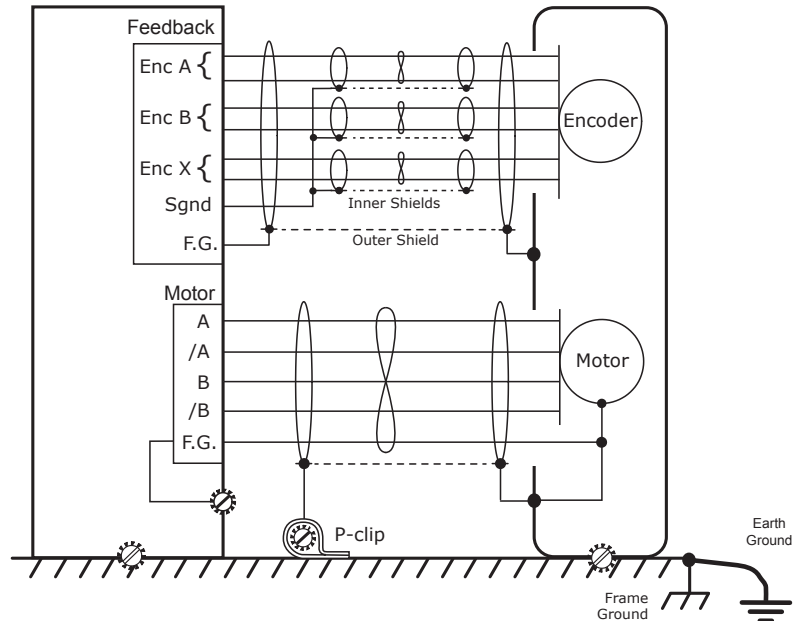 Feedback
Enc A {
Enc B {
Enc X {
Sgnd
F.G.
Inner Shields
Outer Shield
Encoder
Motor
A
/A
B
/B
F.G.
Motor
P-clip
Earth
Ground
Frame
Ground